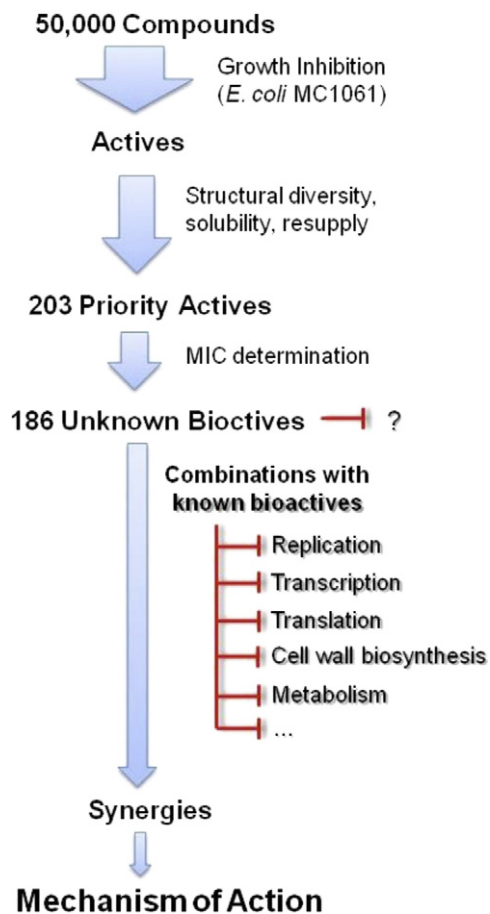 50,000 Compounds
Growth Inhibition
(E. coli MC1061)
Actives
Structural diversity,
solubility, resupply
203 Priority Actives
MIC determination
186 Unknown Bioctives ?
Combinations with
known bioactives
Replication
Transcription
Translation
Cell wall biosynthesis
Metabolism
...
Synergies
Mechanism of Action